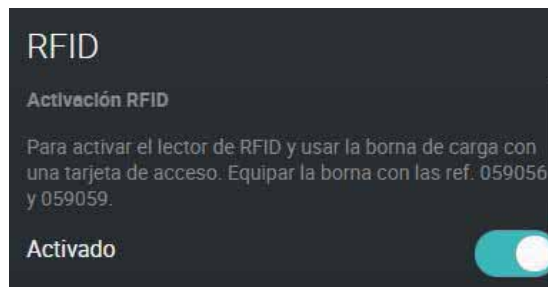 RFID
Activación RFID
Para activar el lector de RFID y usar la borna de carga con
una tarjeta de acceso. Equipar la borna con las ref. 059056
y 059059.
Activado